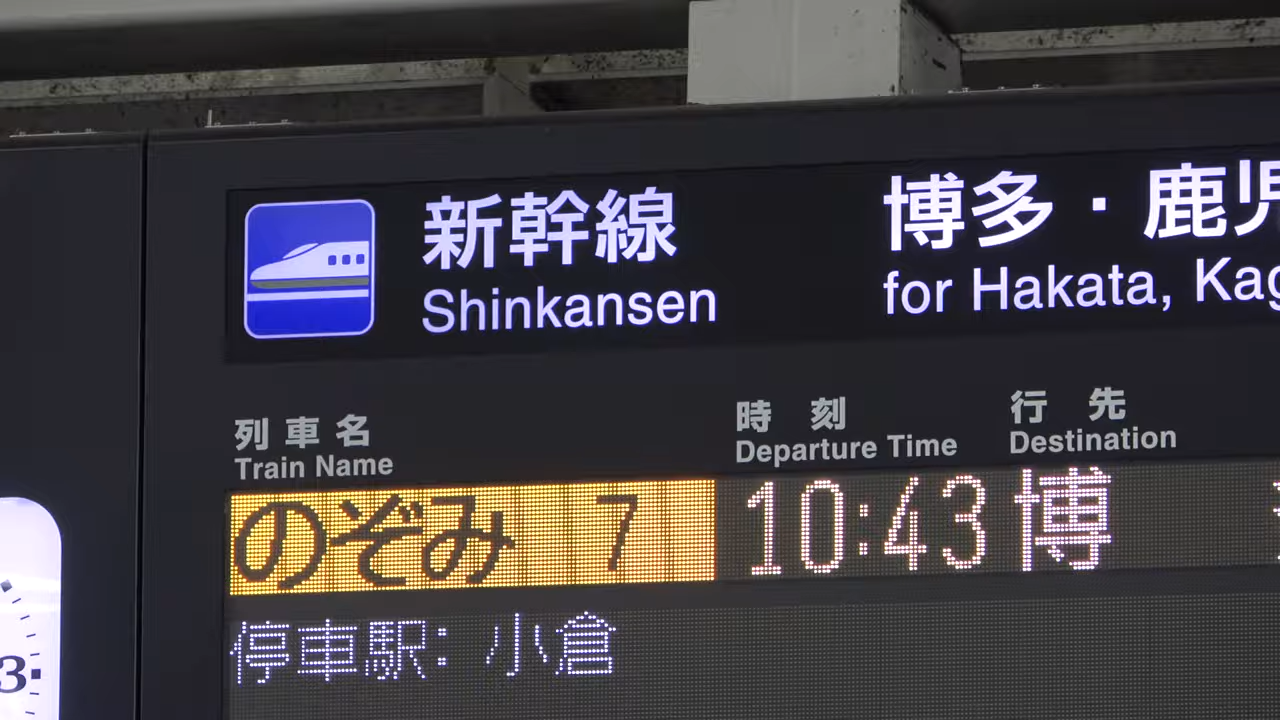 新幹線
Shinkansen
博多・鹿児
for Hakata, Kag
列車名
Train Name
時刻
Departure Time
行先
Destination
のぞみ 7 10:43 博
停車駅: 小倉
3